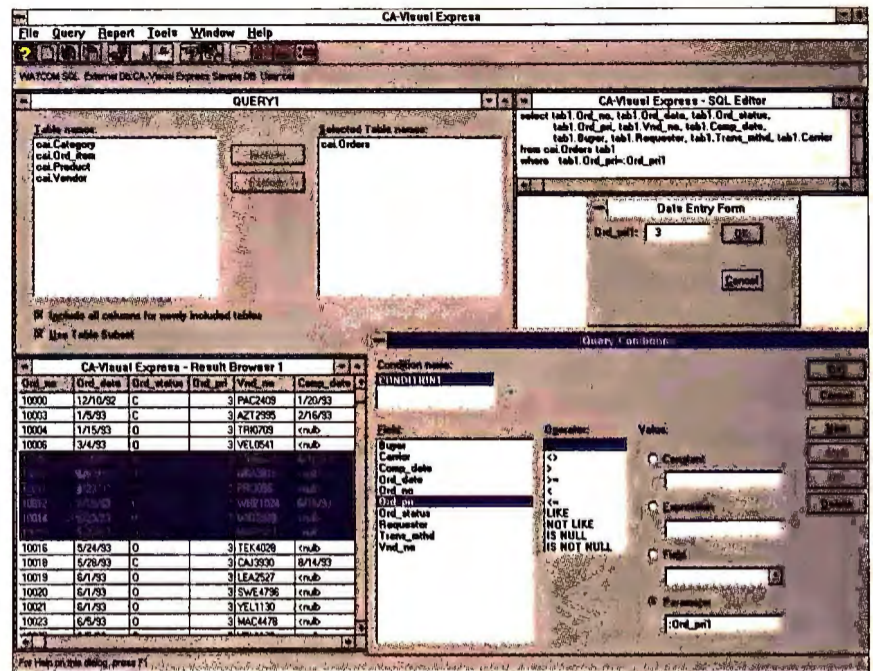 CA-Visual Express
File Query Report Tools Window Help
WATCOM SQL External Db:CA-Visual Express Sample DB User:cai
QUERY1
Table names:
cai.Category
cai.Ord_item
cai.Product
cai.Vendor
Include
Selected Table names:
cai.Orders
Include all columns for newly included tables
Use Table Subset
CA-Visual Express - SQL Editor
select tab1.Ord_no, tab1.Ord_date, tab1.Ord_status,
tab1.Ord_pri, tab1.Vnd_no, tab1.Comp_date,
tab1.Buyer, tab1.Requestor, tab1.Trans_mthd, tab1.Carrier
from cai.Orders tab1
where tab1.Ord_pri=:Ord_pri1
Data Entry Form
Ord_pri1: 3 OK
Cancel
CA-Visual Express - Result Browser 1
Ord_no Ord_date Ord_status Ord_pri Vnd_no Comp_date
10000 12/10/92 C 3 PAC2409 1/20/93
10003 1/5/93 C 3 AZT2995 2/16/93
10004 1/15/93 O 3 TRI0709 <null>
10006 3/4/93 O 3 VEL0541 <null>
10012
10014
10016 5/24/93 O 3 TEK4028 <null>
10018 5/28/93 C 3 CAJ3930 8/14/93
10019 6/1/93 O 3 LEA2527 <null>
10020 6/1/93 O 3 SWE4796 <null>
10021 6/1/93 O 3 YEL1130 <null>
10023 6/5/93 O 3 MAC4478 <null>
Query Conditions
Condition name:
CONDITION1
Field:
Buyer
Carrier
Comp_date
Ord_date
Ord_no
Ord_pri
Ord_status
Requestor
Trans_mthd
Vnd_no
Operator:
<>
>
>=
<
<=
LIKE
NOT LIKE
IS NULL
IS NOT NULL
Value:
Constant
Expression
Field
Parameter
:Ord_pri1
Cancel
New
Delete
For Help on this dialog, press F1